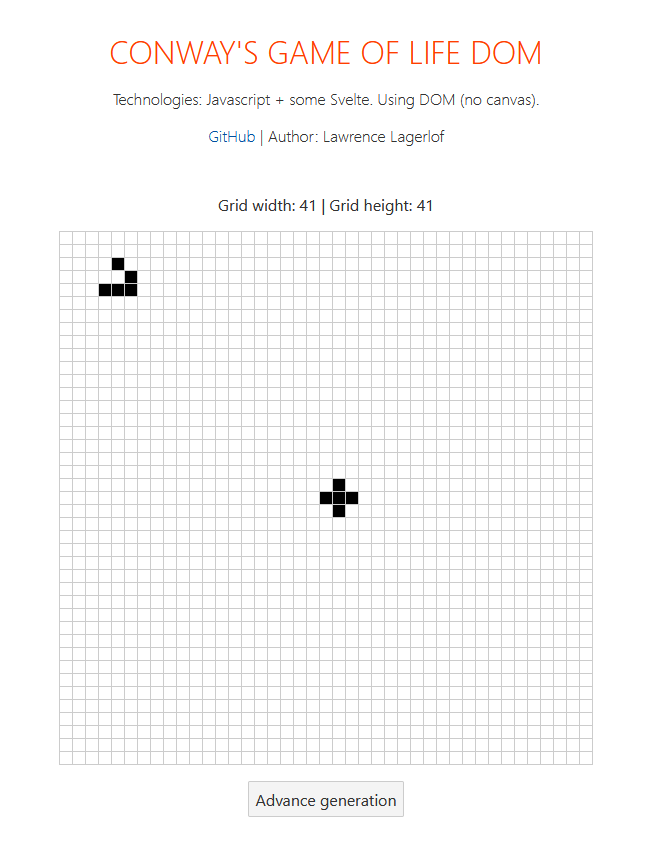 CONWAY'S GAME OF LIFE DOM
Technologies: Javascript + some Svelte. Using DOM (no canvas).
GitHub | Author: Lawrence Lagerlof
Grid width: 41 | Grid height: 41
Advance generation